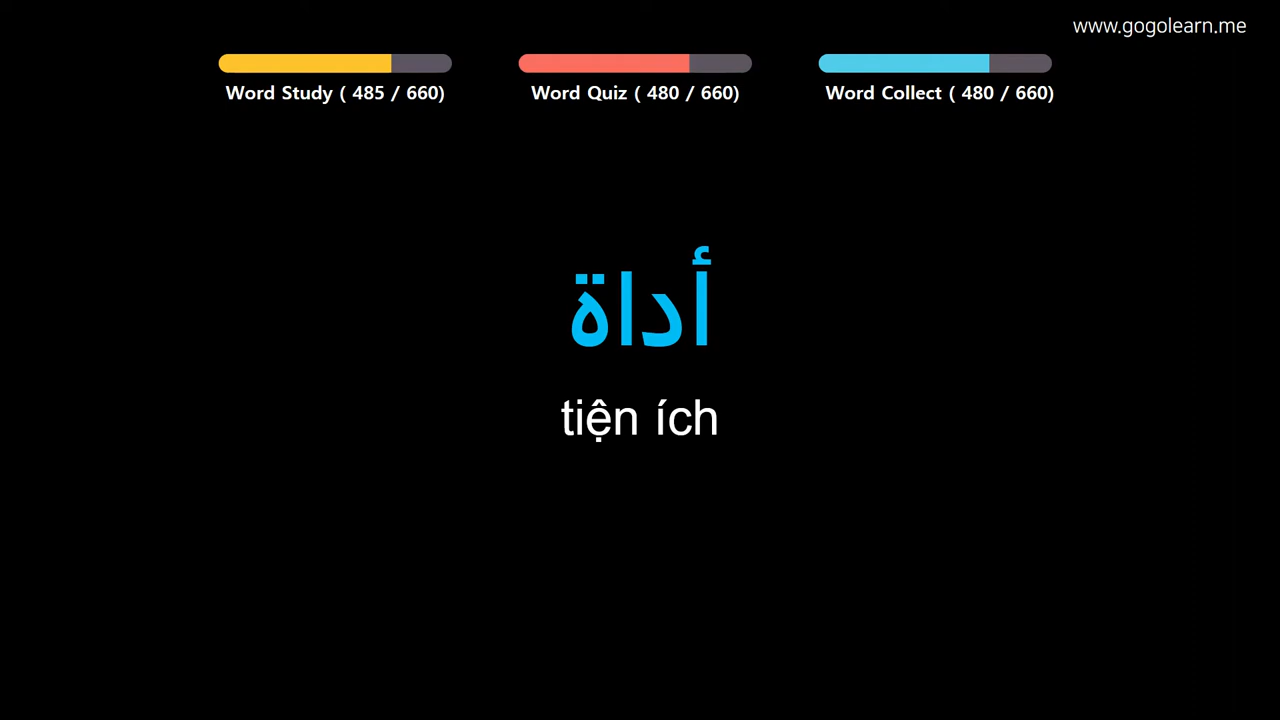 www.gogolearn.me
Word Study ( 485 / 660)
Word Quiz ( 480 / 660)
Word Collect ( 480 / 660)
أداة
tiện ích